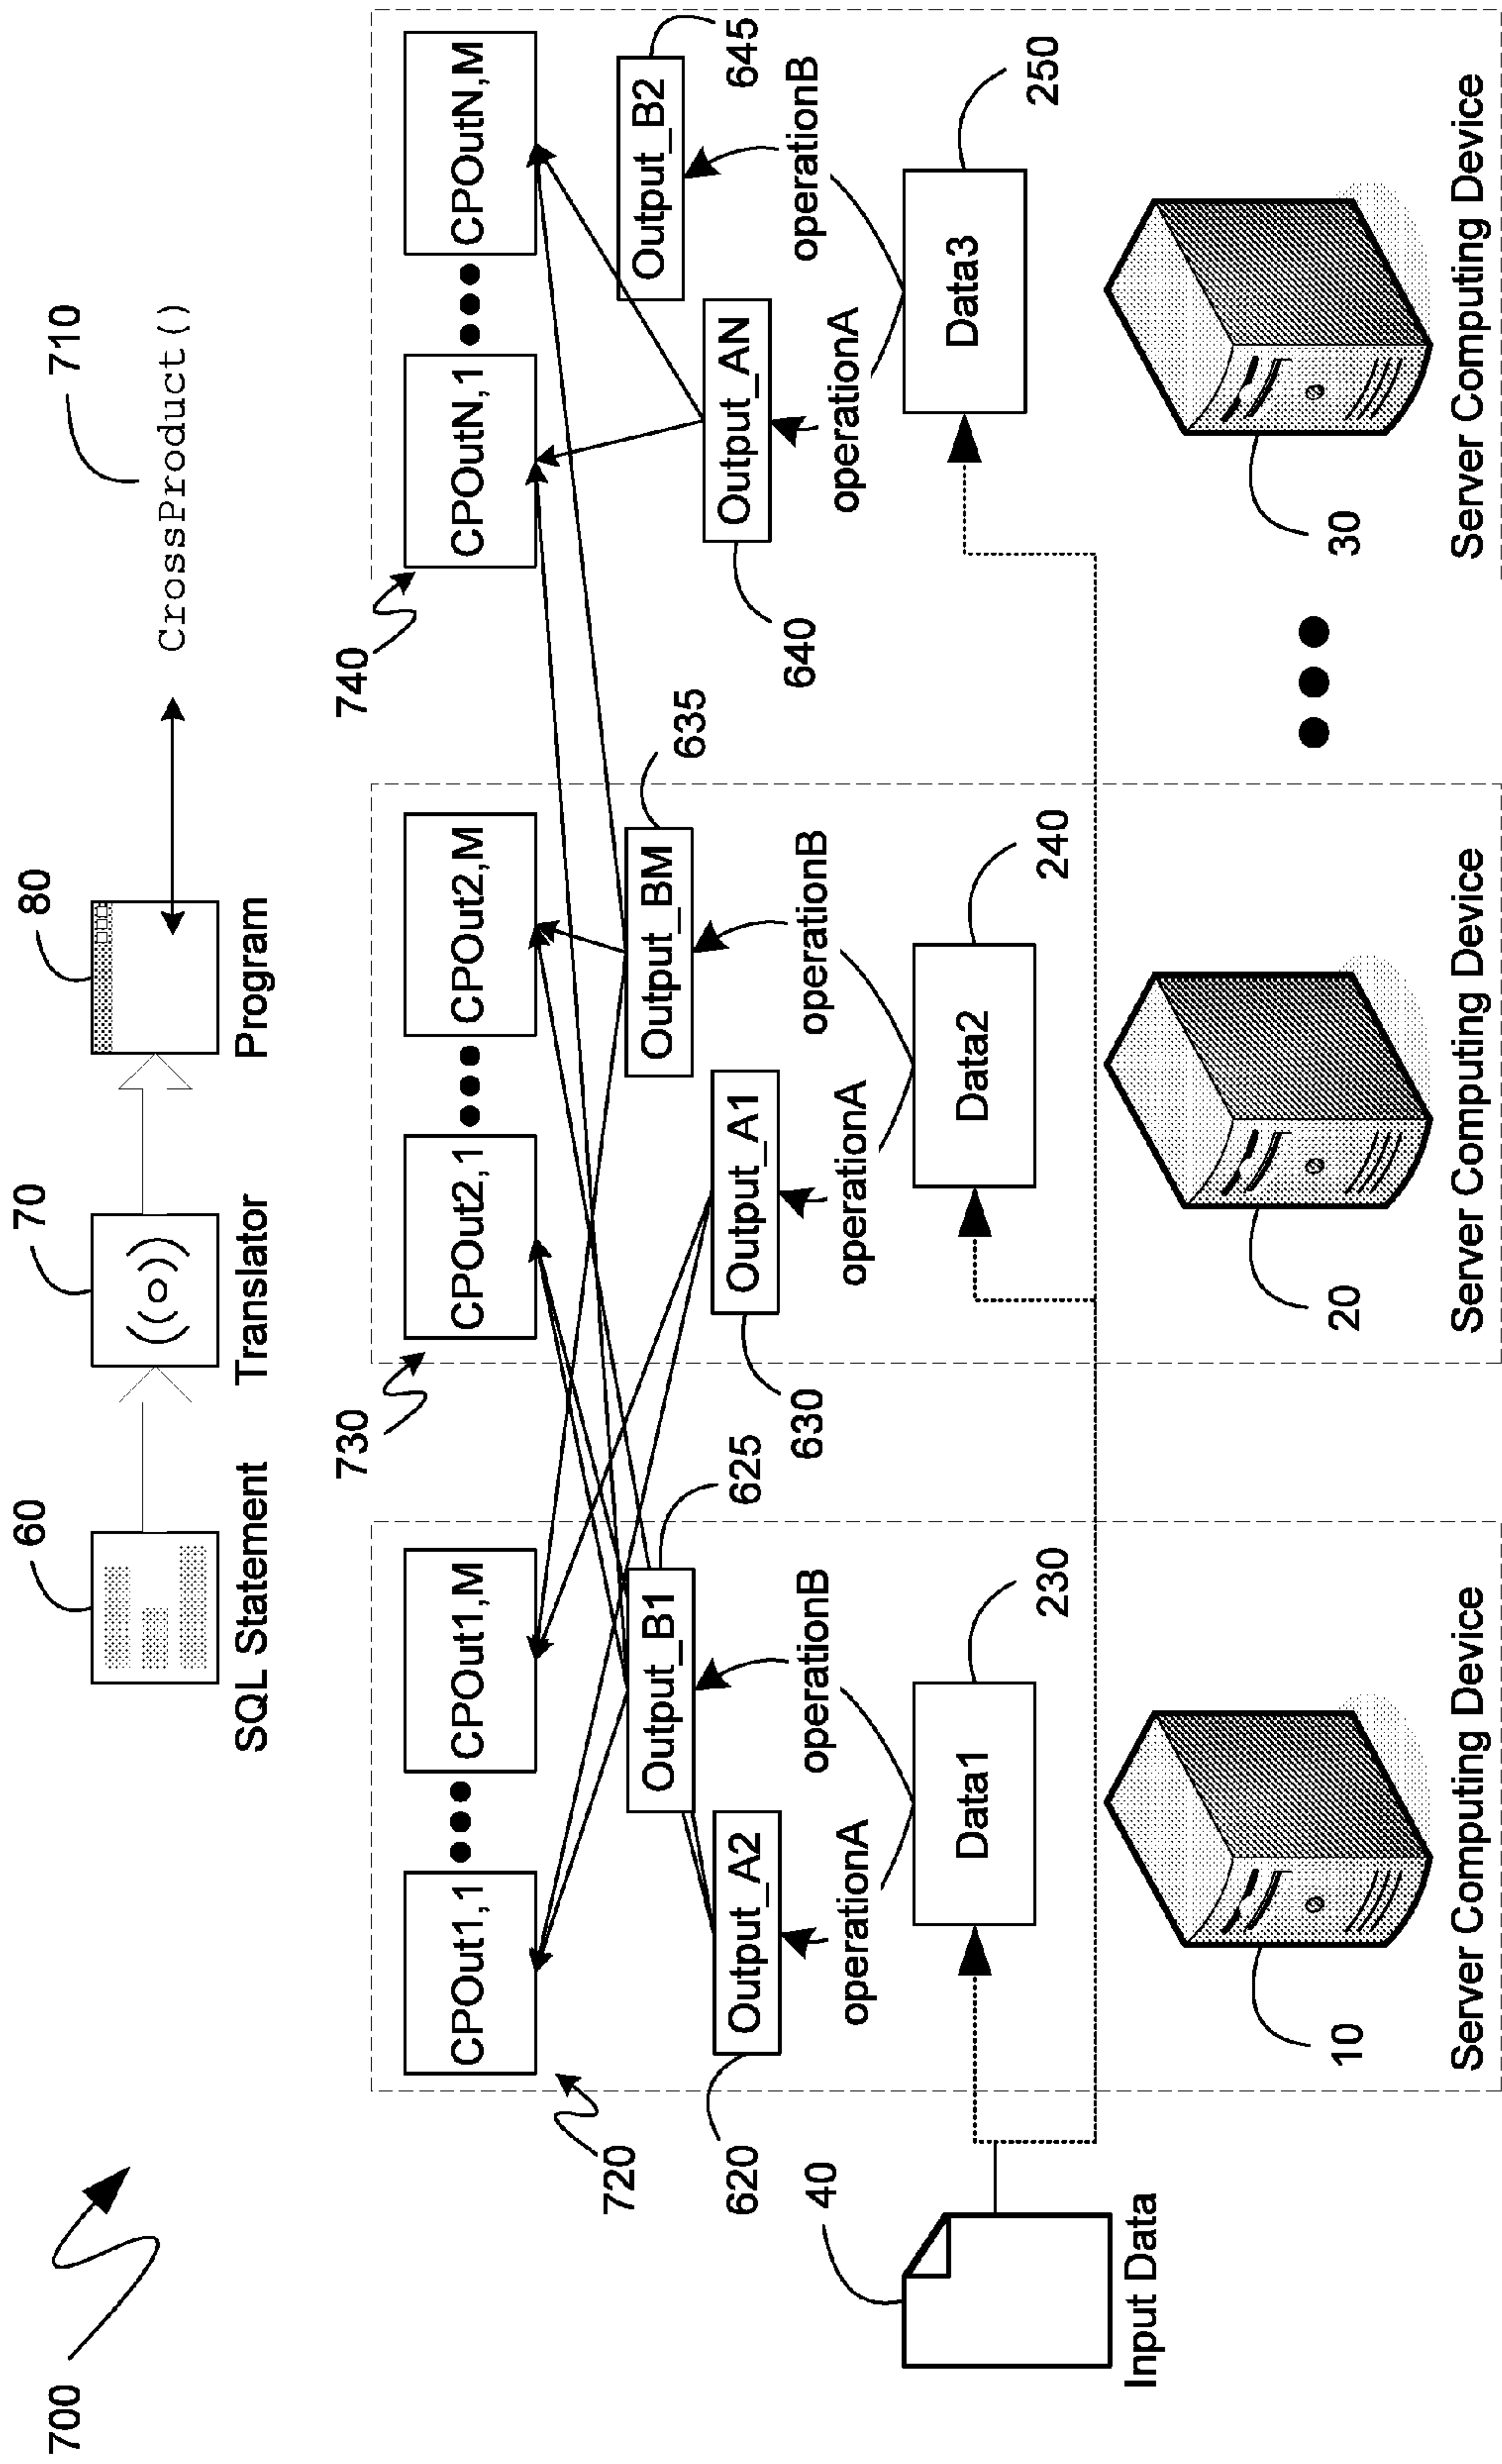 700
60
SQL Statement
70
Translator
80
Program
710
CrossProduct()
720
CPOut1,1
CPOut1,M
730
CPOut2,1
CPOut2,M
740
CPOutN,1
CPOutN,M
Output_B1
625
Output_BM
635
Output_B2
645
620
Output_A2
630
Output_A1
640
Output_AN
operationA
operationB
operationA
operationB
operationA
operationB
40
Input Data
Data1
230
Data2
240
Data3
250
10
20
30
Server Computing Device
Server Computing Device
Server Computing Device